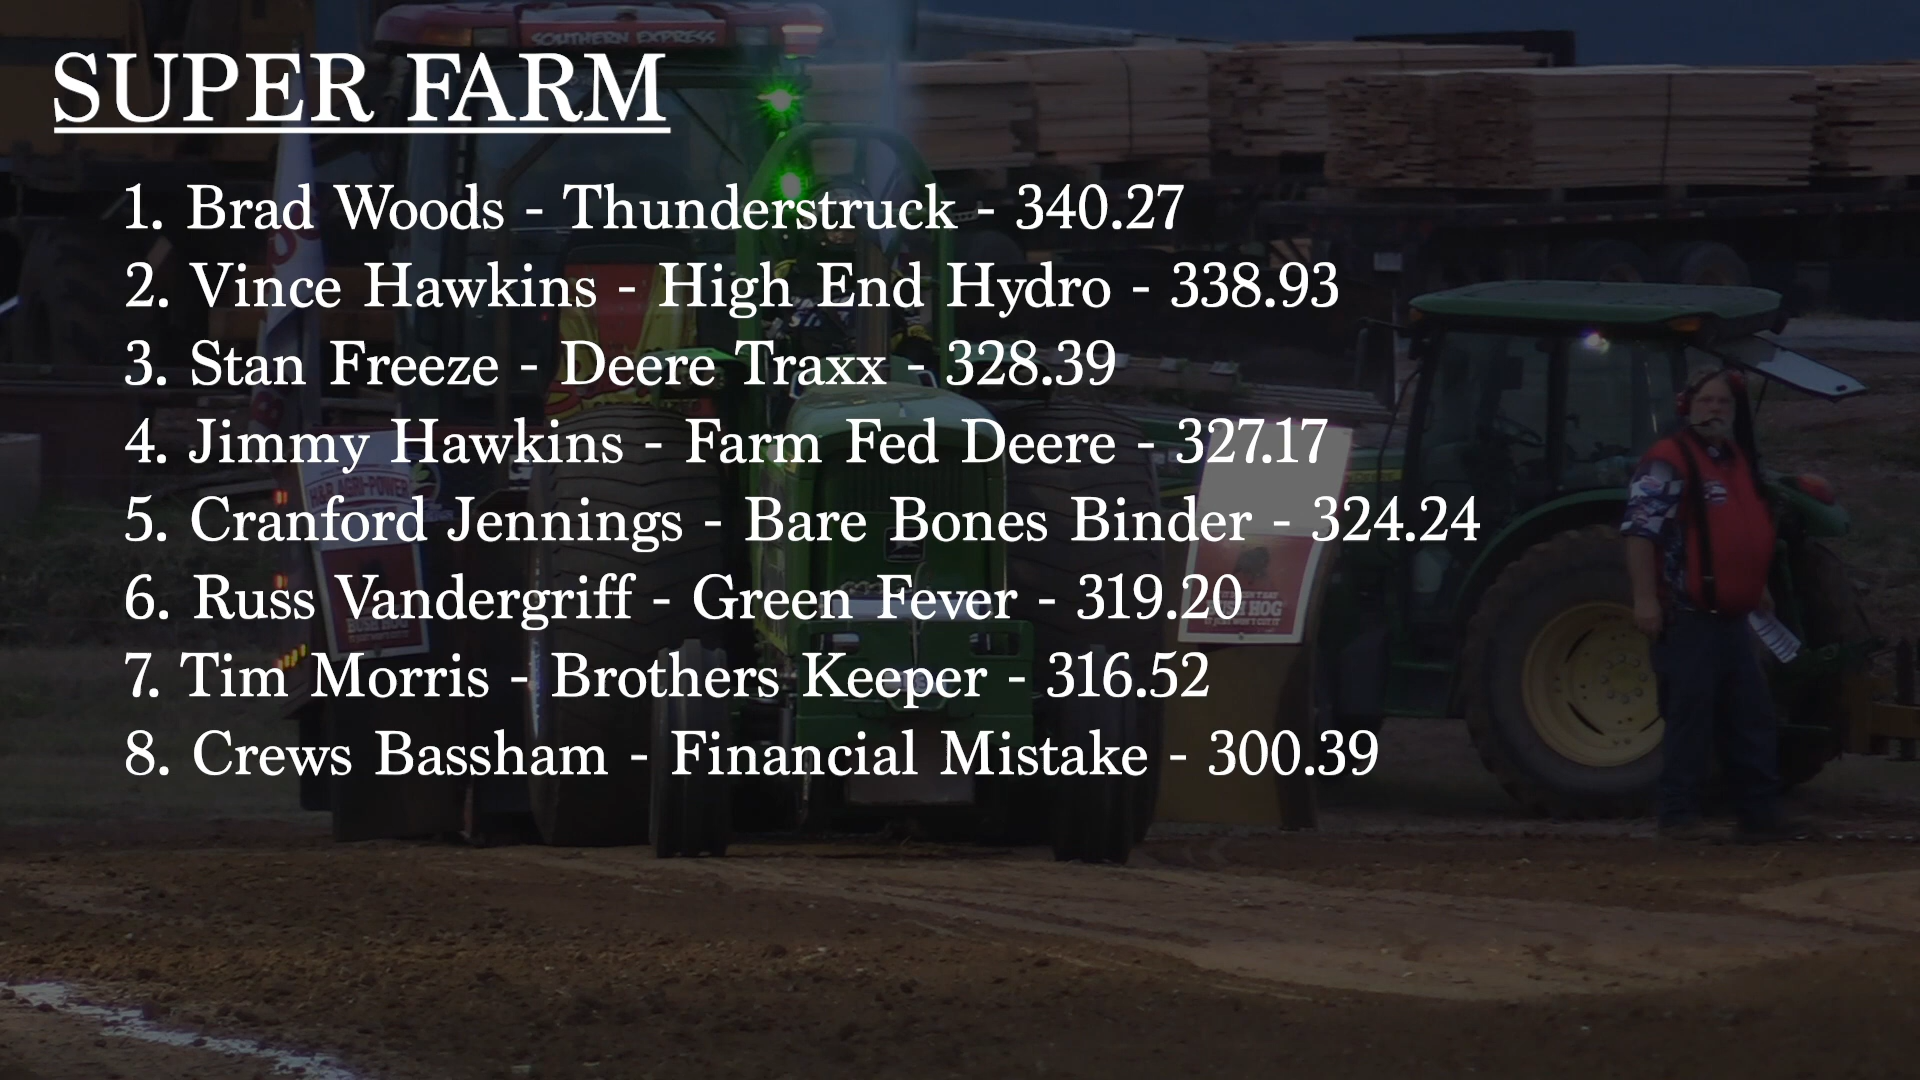 SOUTHERN EXPRESS
SUPER FARM
1. Brad Woods - Thunderstruck - 340.27
2. Vince Hawkins - High End Hydro - 338.93
3. Stan Freeze - Deere Traxx - 328.39
4. Jimmy Hawkins - Farm Fed Deere - 327.17
5. Cranford Jennings - Bare Bones Binder - 324.24
6. Russ Vandergriff - Green Fever - 319.20
7. Tim Morris - Brothers Keeper - 316.52
8. Crews Bassham - Financial Mistake - 300.39